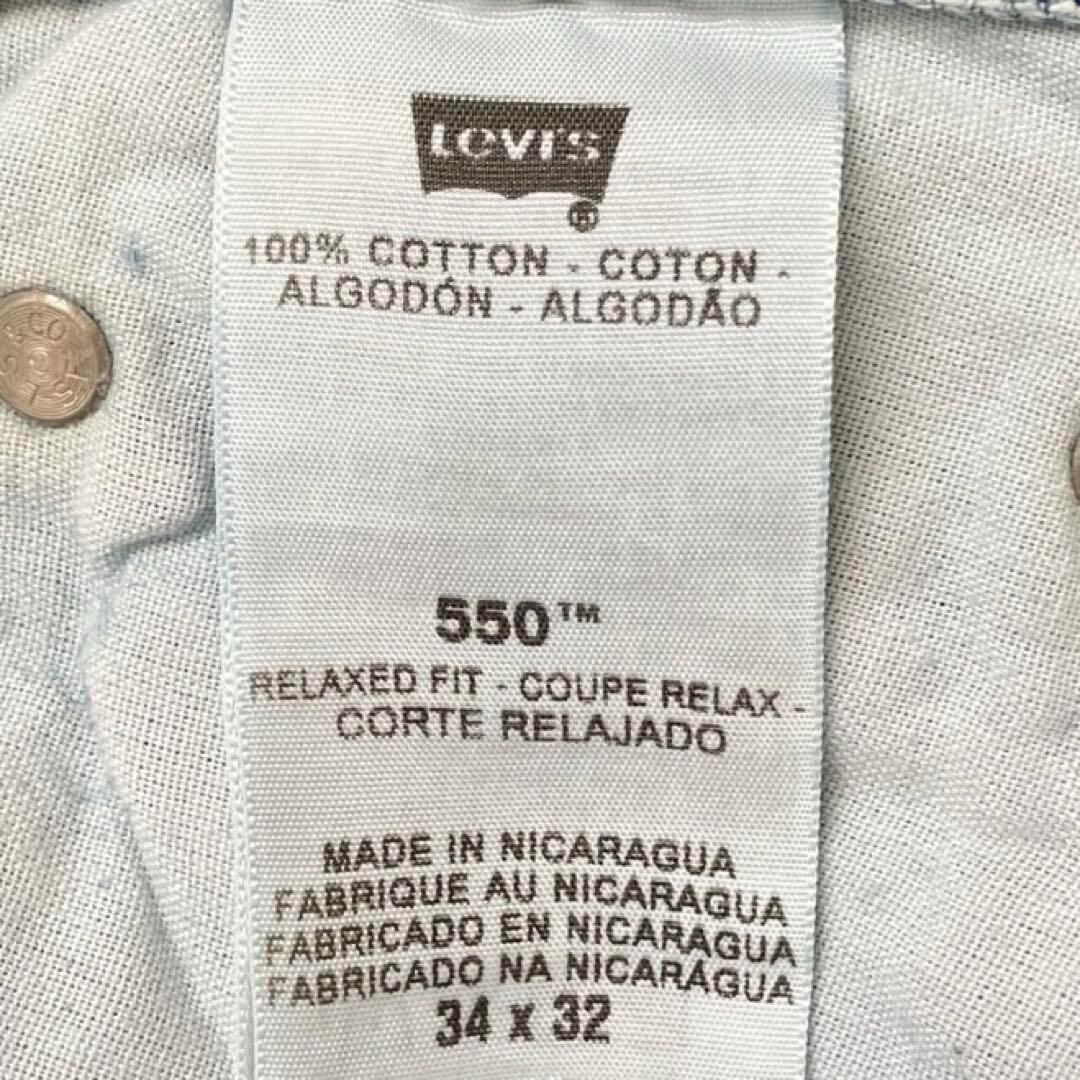 LEVI'S
®
100% COTTON - COTON -
ALGODÓN - ALGODÃO
550™
RELAXED FIT - COUPE RELAX -
CORTE RELAJADO
MADE IN NICARAGUA
FABRIQUE AU NICARAGUA
FABRICADO EN NICARAGUA
FABRICADO NA NICARÁGUA
34 x 32